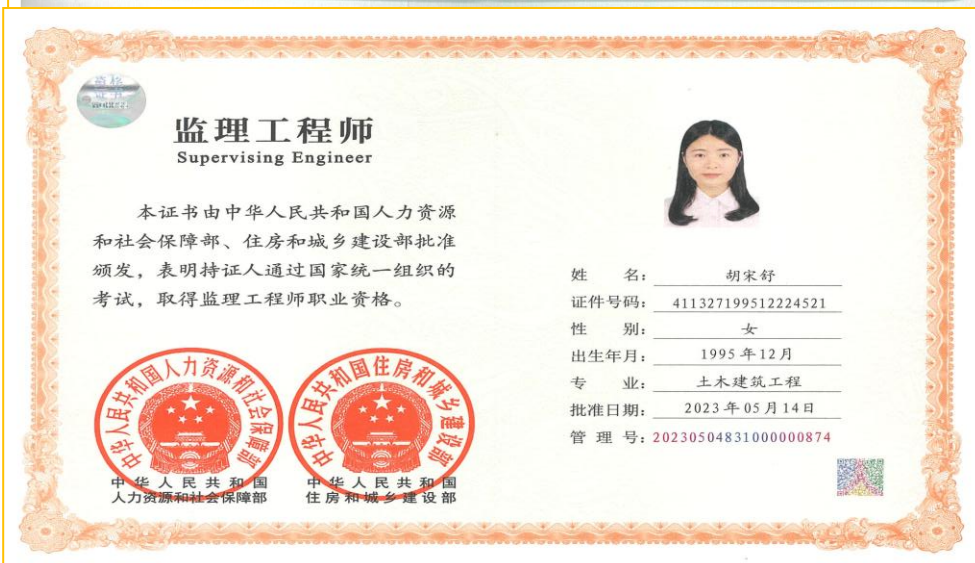 监理工程师
Supervising Engineer
本证书由中华人民共和国人力资源
和社会保障部、住房和城乡建设部批准
颁发，表明持证人通过国家统一组织的
考试，取得监理工程师职业资格。
中华人民共和国人力资源和社会保障部
中华人民共和国
人力资源和社会保障部
中华人民共和国住房和城乡建设部
中华人民共和国
住房和城乡建设部
姓 名： 胡宋舒
证件号码： 411327199512224521
性 别： 女
出生年月： 1995年12月
专 业： 土木建筑工程
批准日期： 2023年05月14日
管 理 号： 20230504831000000874